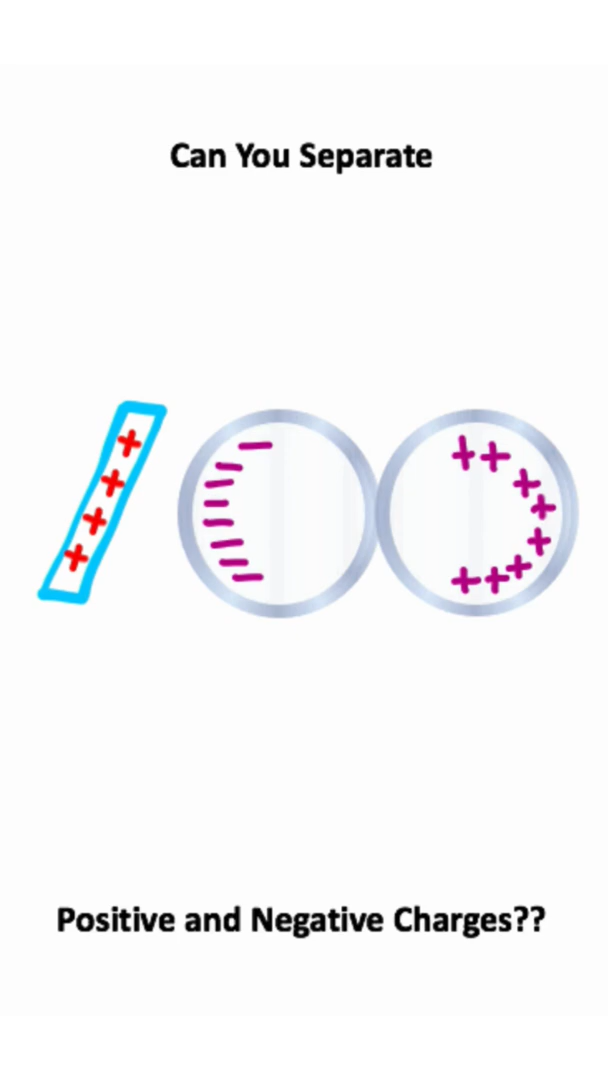 Can You Separate
+ + + +
− − − − − − − −
+ + + + + + + + +
Positive and Negative Charges??